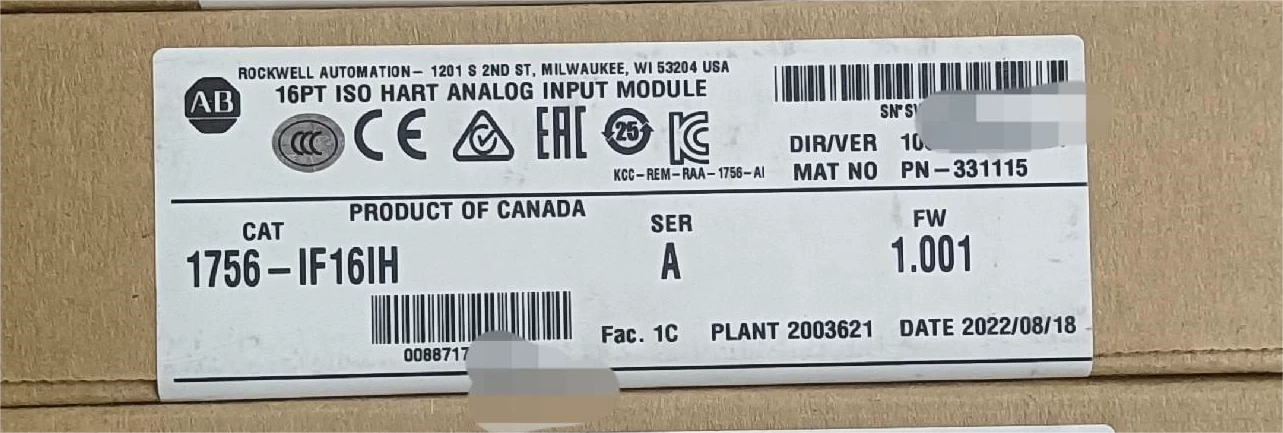 ROCKWELL AUTOMATION- 1201 S 2ND ST, MILWAUKEE, WI 53204 USA
AB
16PT ISO HART ANALOG INPUT MODULE
CCC CE EAC 25 KC
KCC-REM-RAA-1756-AI
DIR/VER
MAT NO PN-331115
PRODUCT OF CANADA
CAT
1756-IF16IH
SER
A
FW
1.001
Fac. 1C PLANT 2003621 DATE 2022/08/18